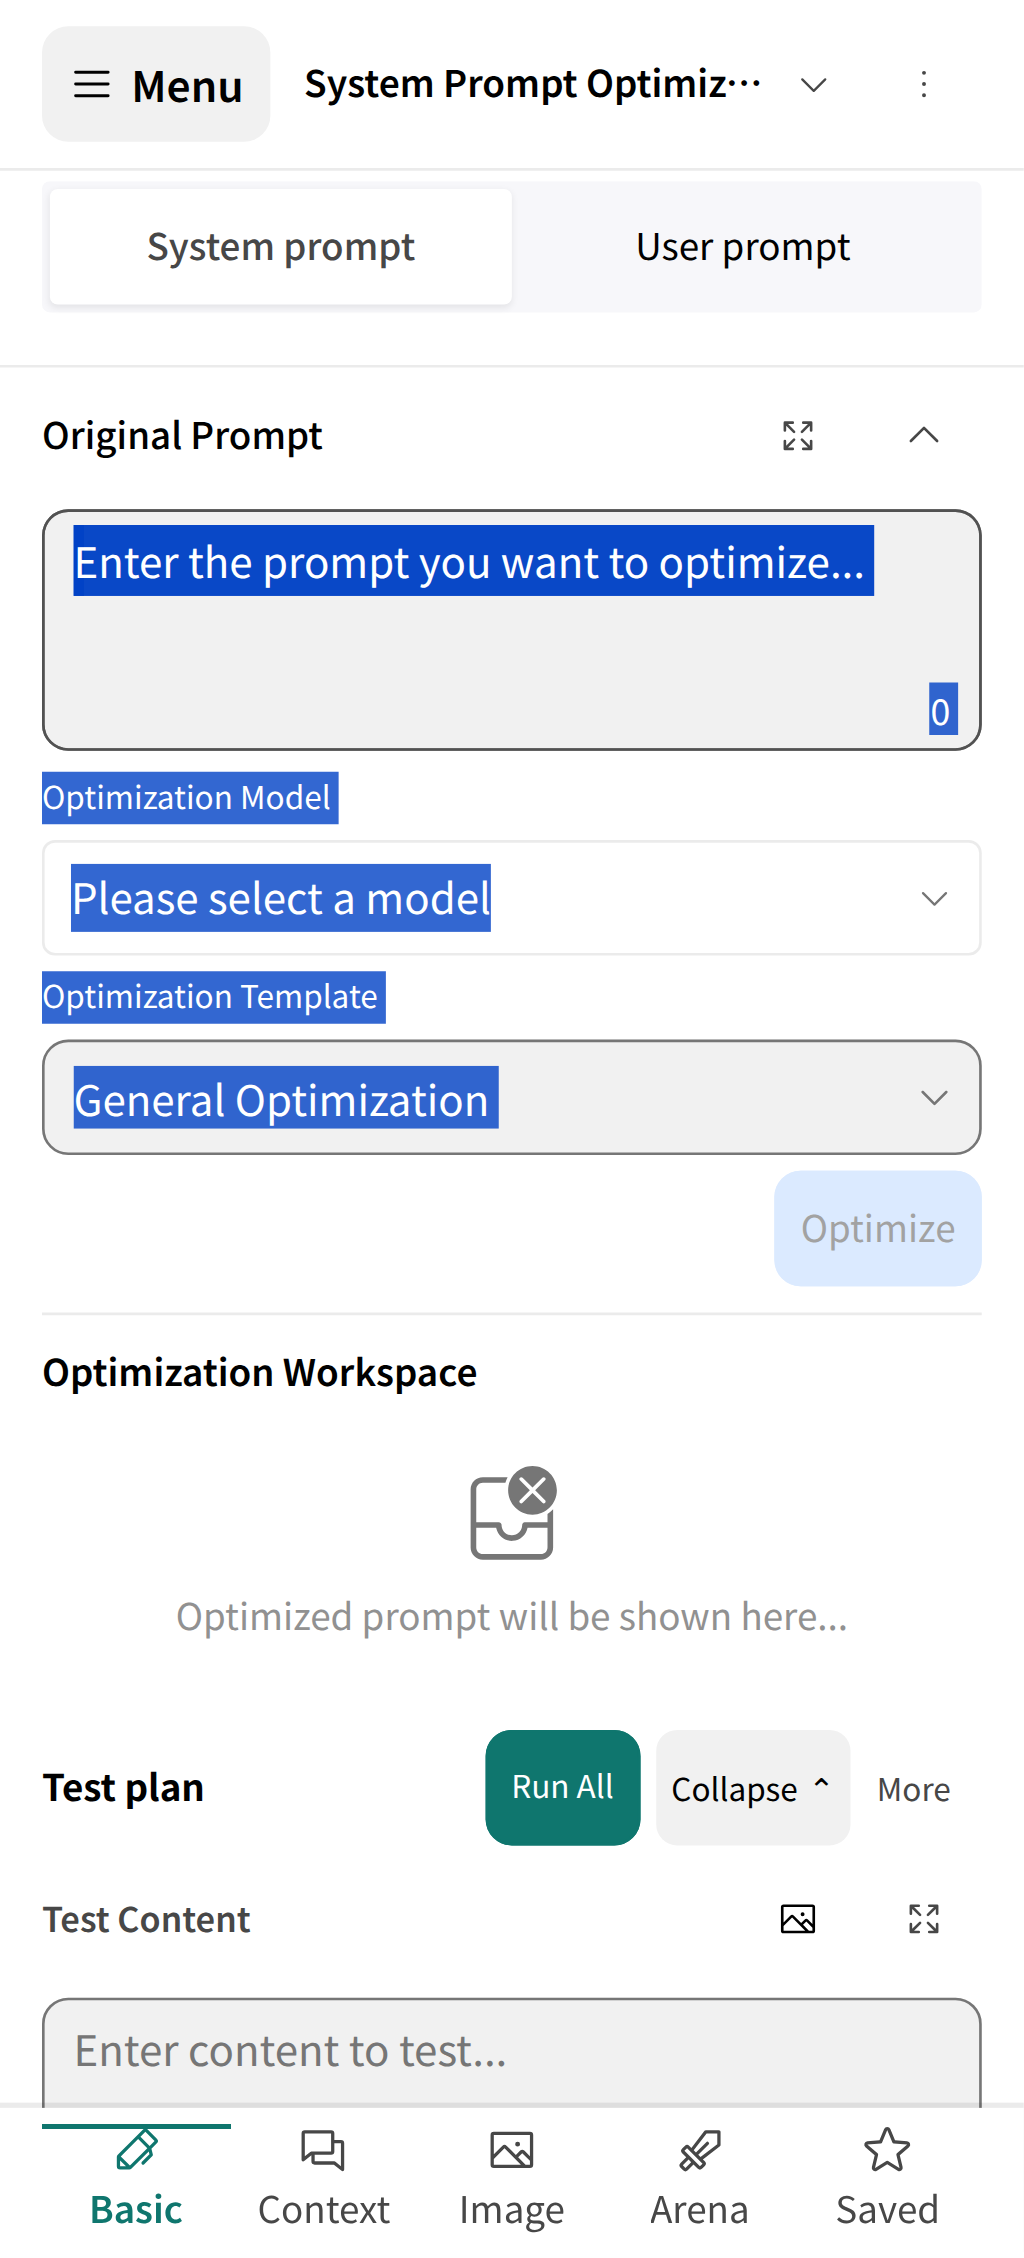 Menu
System Prompt Optimiz···
System prompt
User prompt
Original Prompt
Enter the prompt you want to optimize...
0
Optimization Model
Please select a model
Optimization Template
General Optimization
Optimize
Optimization Workspace
Optimized prompt will be shown here...
Test plan
Run All
Collapse ⌃
More
Test Content
Enter content to test...
Basic
Context
Image
Arena
Saved